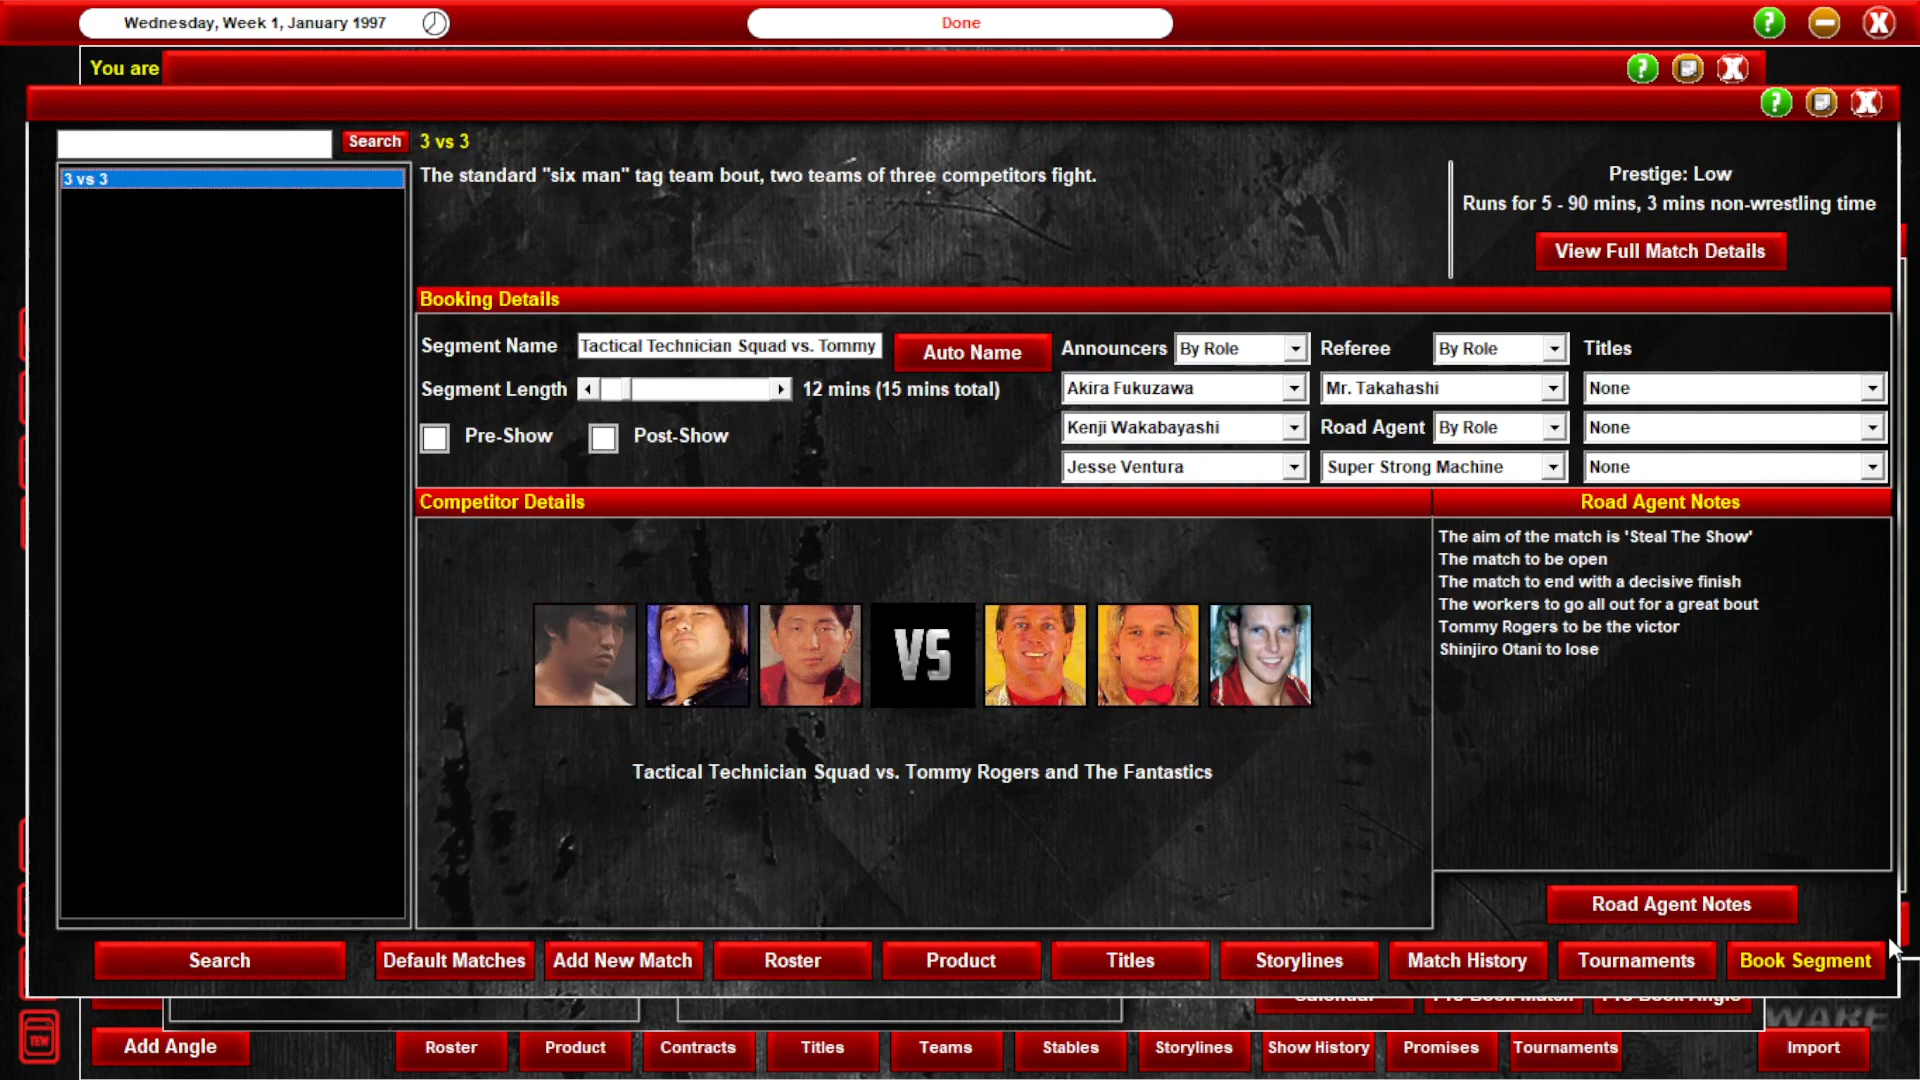 Wednesday, Week 1, January 1997
Done
You are
Search
3 vs 3
3 vs 3
The standard "six man" tag team bout, two teams of three competitors fight.
Prestige: Low
Runs for 5 - 90 mins, 3 mins non-wrestling time
View Full Match Details
Booking Details
Segment Name
Tactical Technician Squad vs. Tommy
Auto Name
Announcers
By Role
Referee
By Role
Titles
Segment Length
12 mins (15 mins total)
Akira Fukuzawa
Mr. Takahashi
None
Pre-Show
Post-Show
Kenji Wakabayashi
Road Agent
By Role
None
Jesse Ventura
Super Strong Machine
None
Competitor Details
Road Agent Notes
The aim of the match is 'Steal The Show'
The match to be open
The match to end with a decisive finish
The workers to go all out for a great bout
Tommy Rogers to be the victor
Shinjiro Otani to lose
VS
Tactical Technician Squad vs. Tommy Rogers and The Fantastics
Road Agent Notes
Search
Default Matches
Add New Match
Roster
Product
Titles
Storylines
Match History
Tournaments
Book Segment
Calendar
Pre Book Match
Pre Book Angle
TEW
WARE
Add Angle
Roster
Product
Contracts
Titles
Teams
Stables
Storylines
Show History
Promises
Tournaments
Import